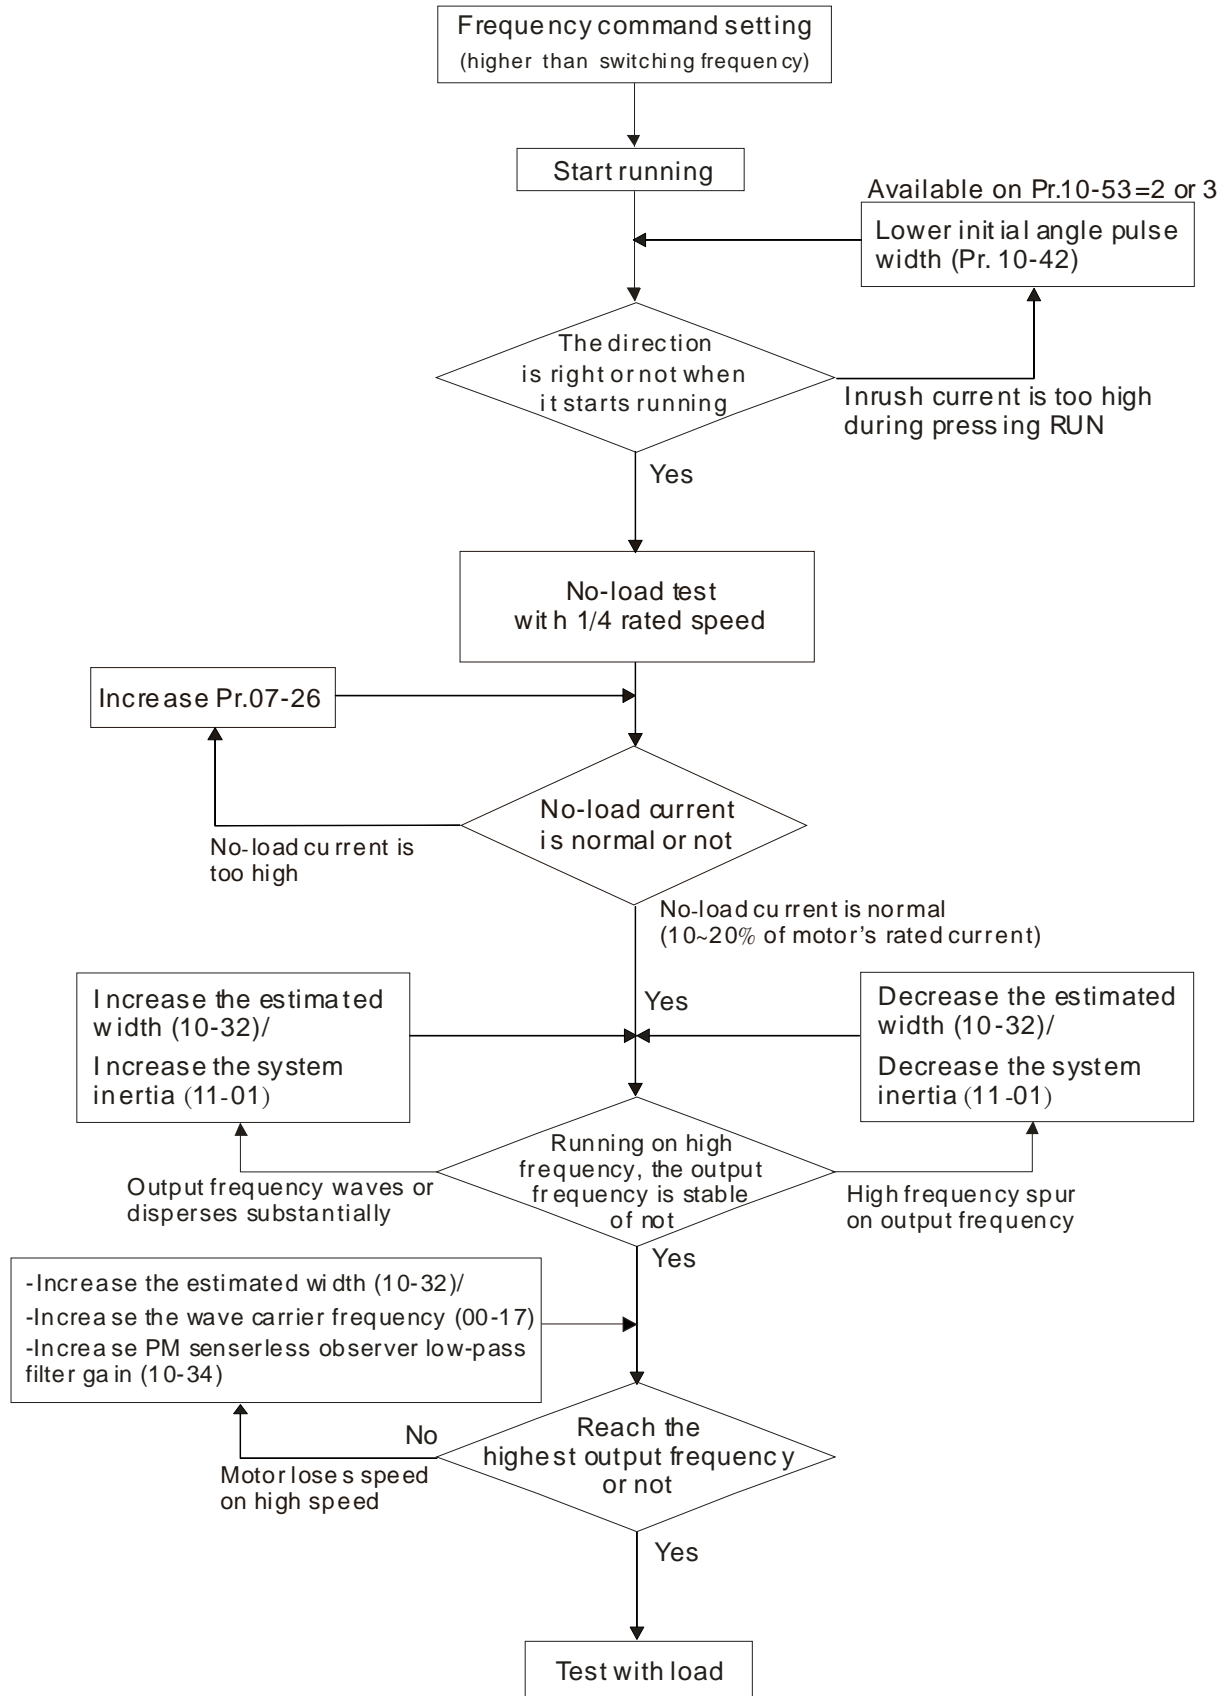 Frequency command setting
(higher than switching frequency)
Start running
Available on Pr.10-53=2 or 3
Lower initial angle pulse
width (Pr. 10-42)
The direction
is right or not when
it starts running
Inrush current is too high
during pressing RUN
Yes
No-load test
with 1/4 rated speed
Increase Pr.07-26
No-load current
is normal or not
No-load current is
too high
No-load current is normal
(10~20% of motor's rated current)
Yes
Increase the estimated
width (10-32)/
Increase the system
inertia (11-01)
Decrease the estimated
width (10-32)/
Decrease the system
inertia (11-01)
Running on high
frequency, the output
frequency is stable
of not
Output frequency waves or
disperses substantially
High frequency spur
on output frequency
Yes
-Increase the estimated width (10-32)/
-Increase the wave carrier frequency (00-17)
-Increase PM senserless observer low-pass
filter gain (10-34)
Reach the
highest output frequency
or not
No
Motor loses speed
on high speed
Yes
Test with load